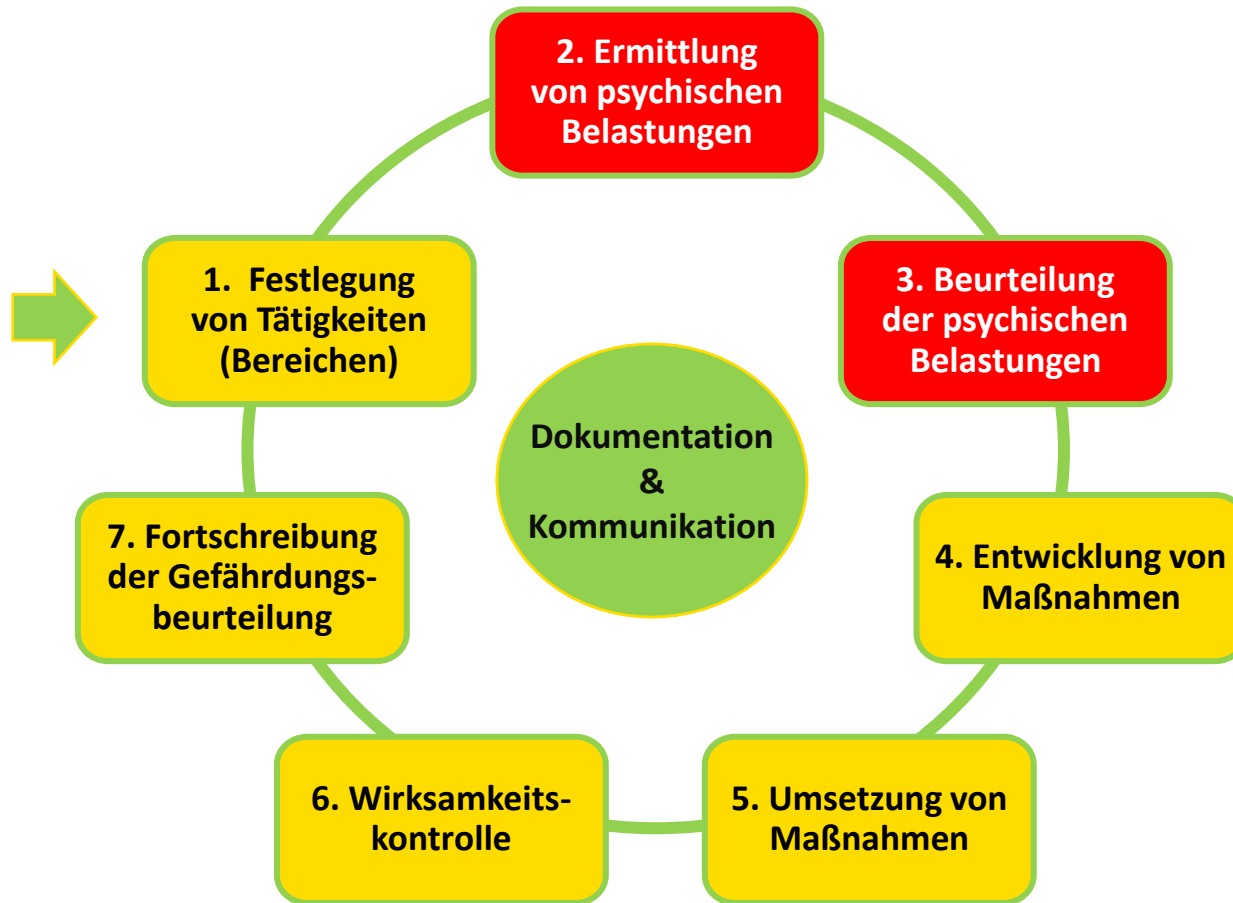 2. Ermittlung
von psychischen
Belastungen
1. Festlegung
von Tätigkeiten
(Bereichen)
3. Beurteilung
der psychischen
Belastungen
Dokumentation
&
Kommunikation
7. Fortschreibung
der Gefährdungs-
beurteilung
4. Entwicklung von
Maßnahmen
6. Wirksamkeits-
kontrolle
5. Umsetzung von
Maßnahmen